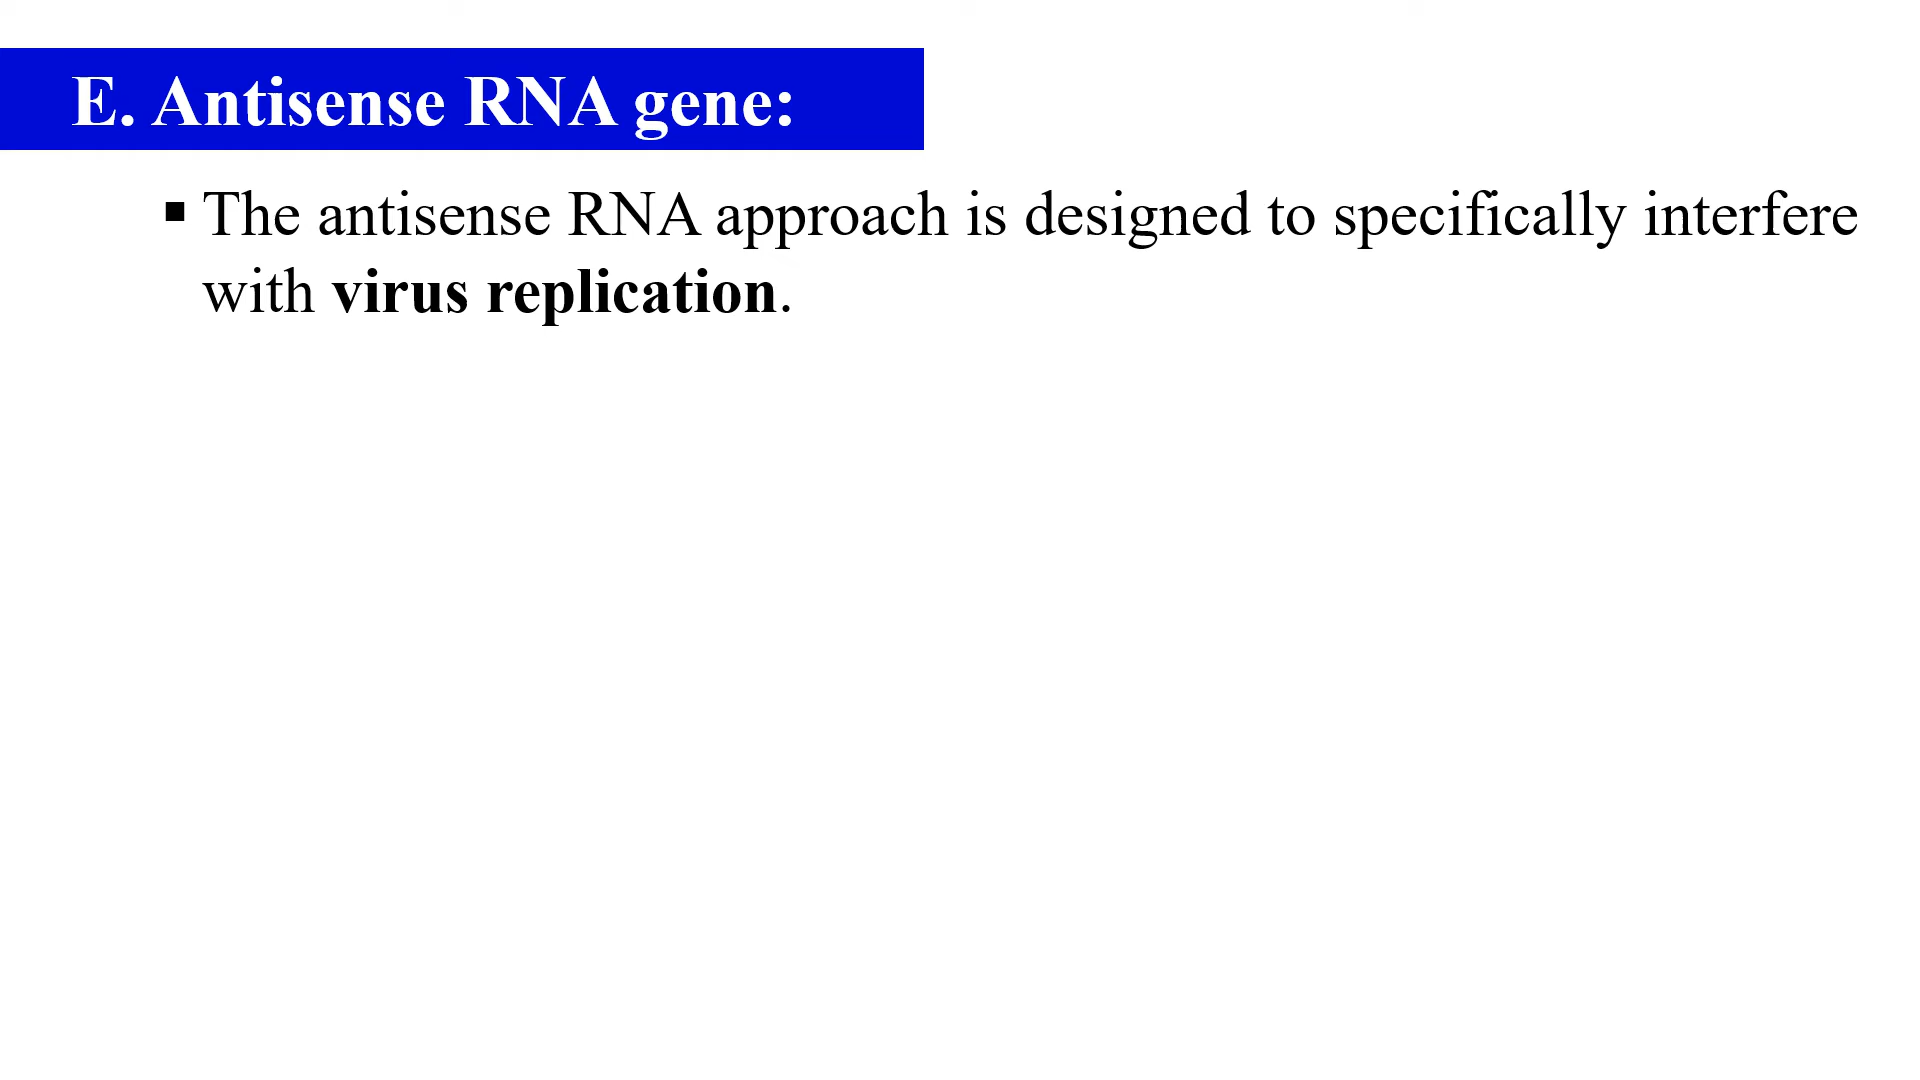 E. Antisense RNA gene:
▪ The antisense RNA approach is designed to specifically interfere
with virus replication.